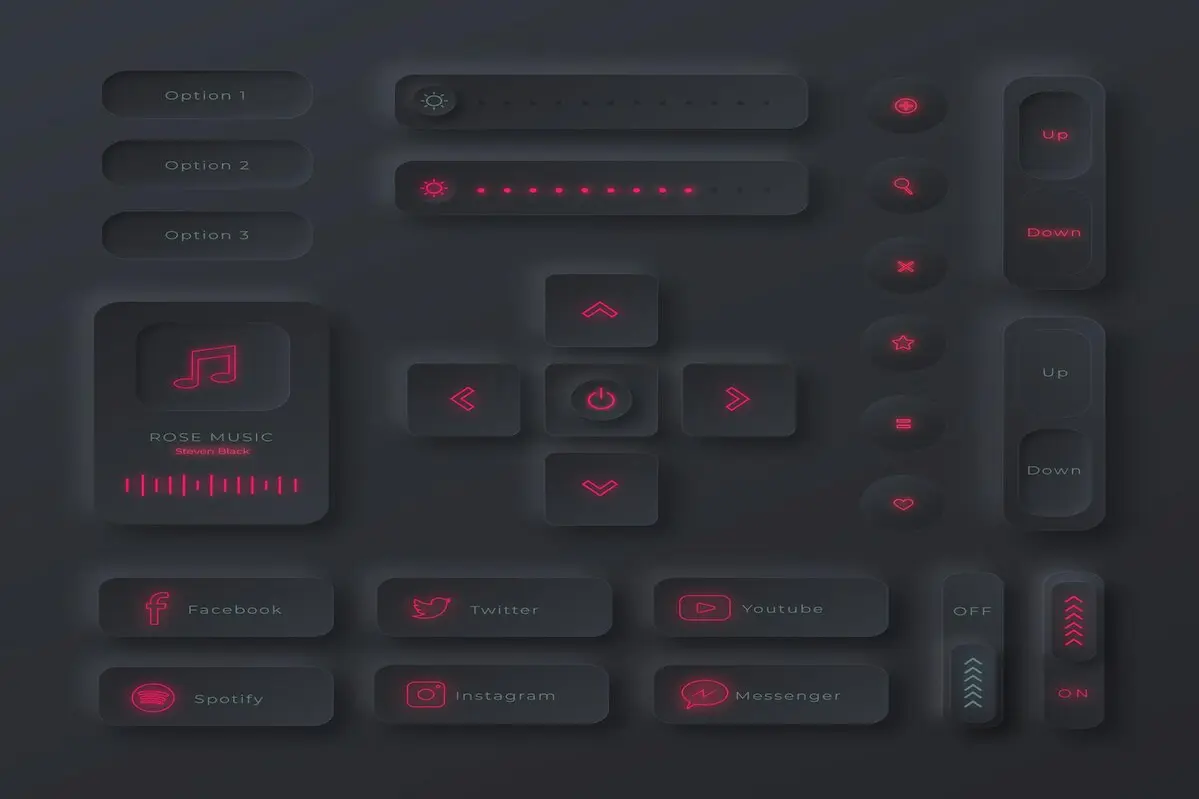 Option 1
Option 2
Option 3
Up
Down
ROSE MUSIC
Steven Black
Up
Down
Facebook
Twitter
Youtube
OFF
Spotify
Instagram
Messenger
ON